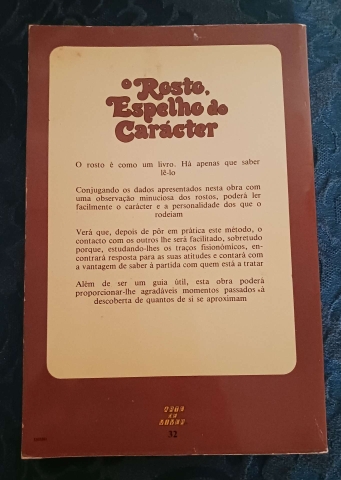 O Rosto,
Espelho do
Carácter
O rosto é como um livro. Há apenas que saber
lê-lo
Conjugando os dados apresentados nesta obra com
uma observação minuciosa dos rostos, poderá ler
facilmente o carácter e a personalidade dos que o
rodeiam
Verá que, depois de pôr em prática este método, o
contacto com os outros lhe será facilitado, sobretudo
porque, estudando-lhes os traços fisionómicos, en-
contrará resposta para as suas atitudes e contará com
a vantagem de saber à partida com quem está a tratar
Além de ser um guia útil, esta obra poderá
proporcionar-lhe agradáveis momentos passados à
descoberta de quantos de si se aproximam
32